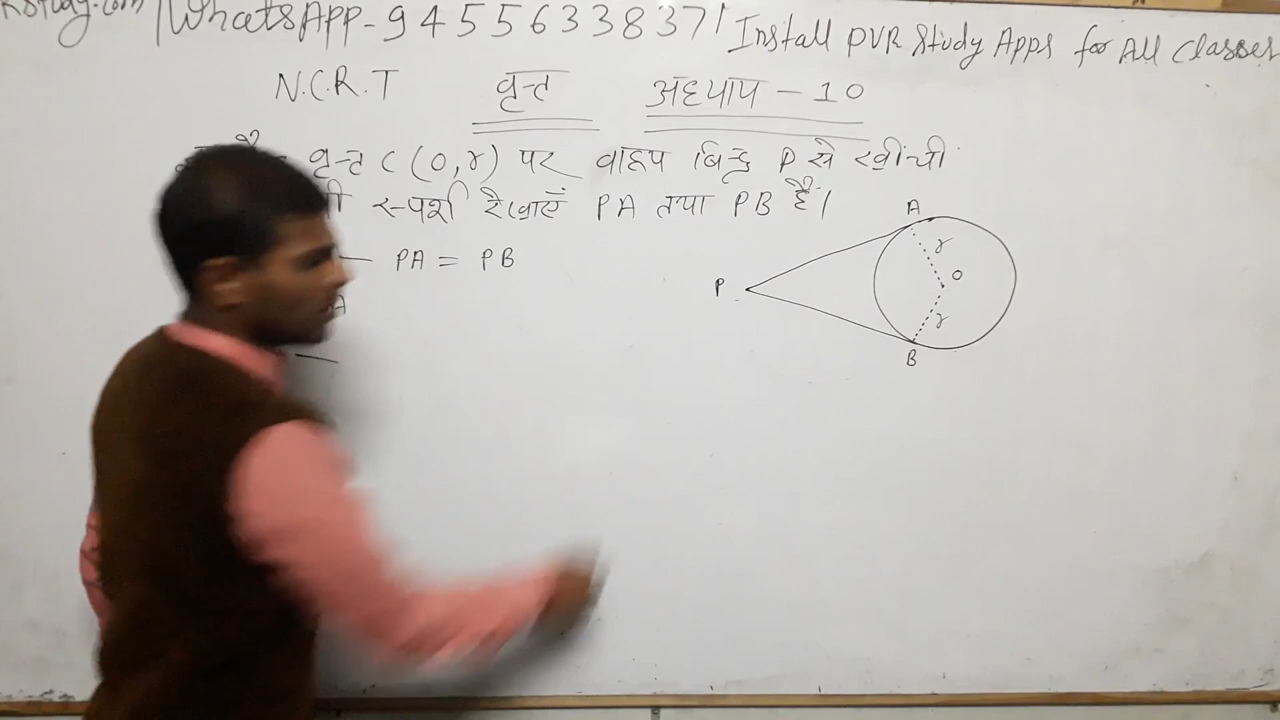 WhatsApp-9455633837/ Install PVR Study Apps for All Classes
N.C.R.T वृत्त अध्याय - 10
वृत्त C (O, r) पर वाह्य बिन्दु P से खींची
स्पर्श रेखाएं PA तथा PB है।
— PA = PB
A
r
O
P
r
B